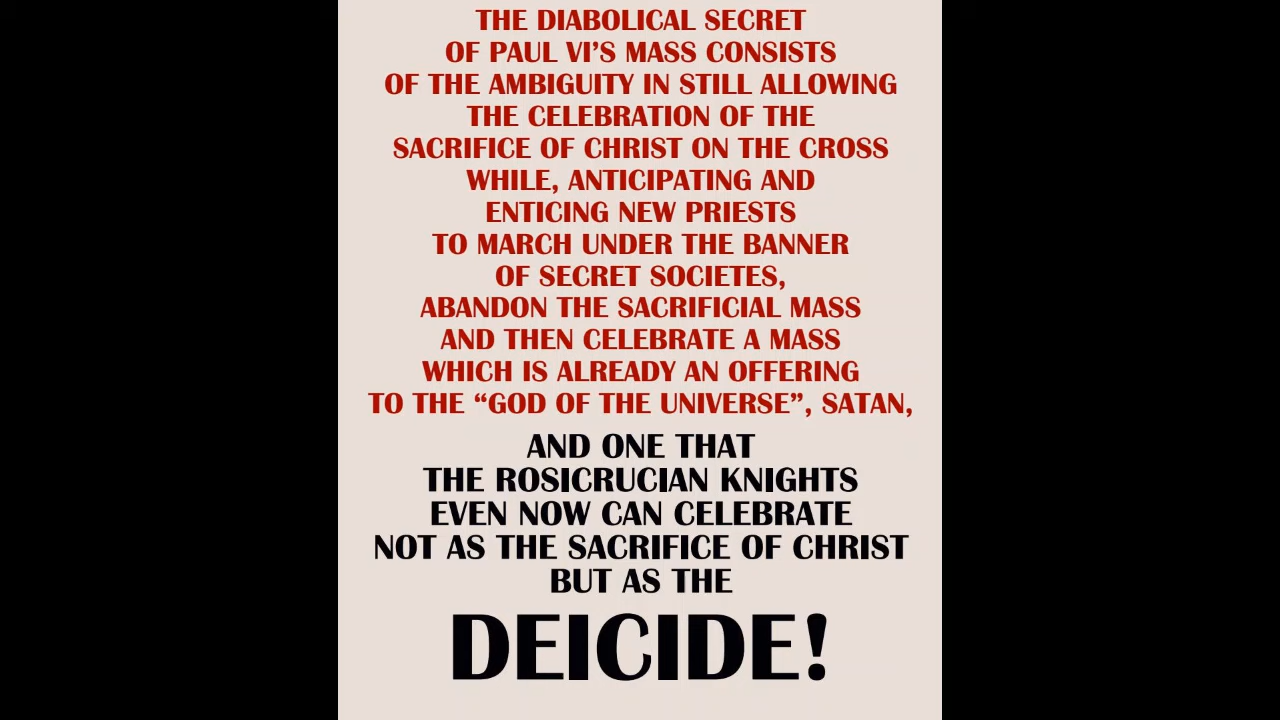 THE DIABOLICAL SECRET
OF PAUL VI’S MASS CONSISTS
OF THE AMBIGUITY IN STILL ALLOWING
THE CELEBRATION OF THE
SACRIFICE OF CHRIST ON THE CROSS
WHILE, ANTICIPATING AND
ENTICING NEW PRIESTS
TO MARCH UNDER THE BANNER
OF SECRET SOCIETES,
ABANDON THE SACRIFICIAL MASS
AND THEN CELEBRATE A MASS
WHICH IS ALREADY AN OFFERING
TO THE “GOD OF THE UNIVERSE”, SATAN,
AND ONE THAT
THE ROSICRUCIAN KNIGHTS
EVEN NOW CAN CELEBRATE
NOT AS THE SACRIFICE OF CHRIST
BUT AS THE
DEICIDE!